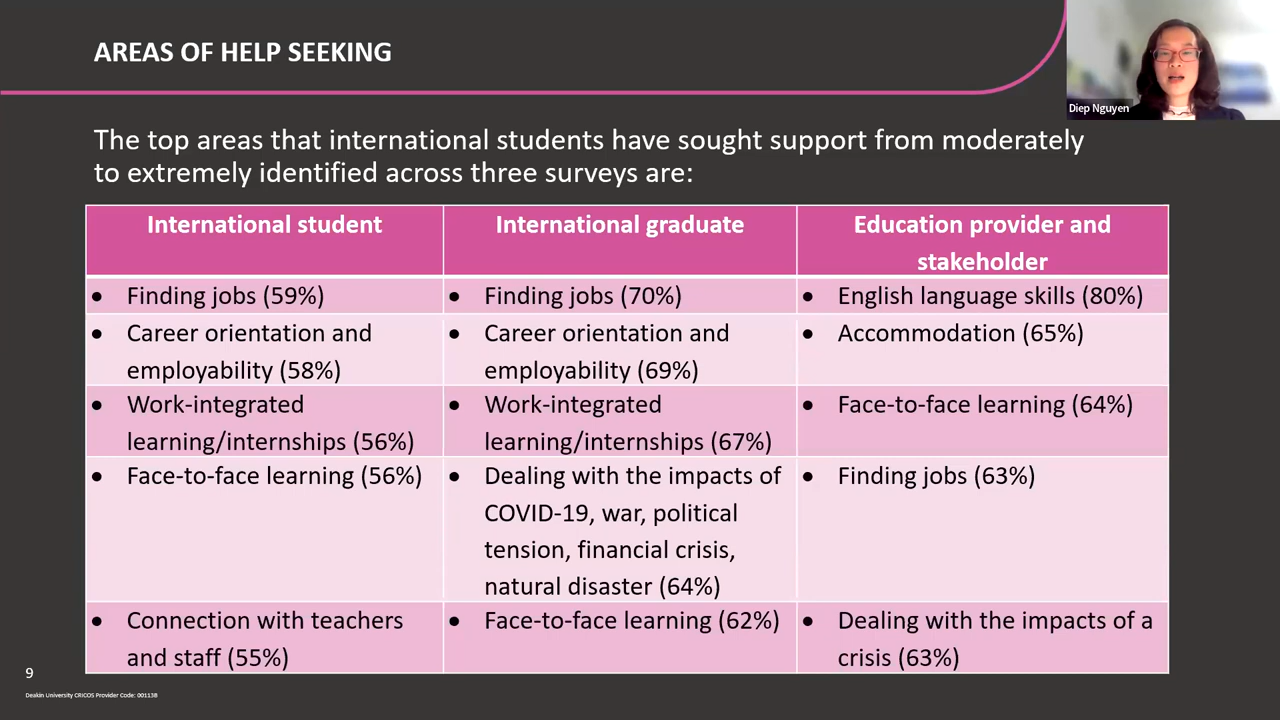 AREAS OF HELP SEEKING
Diep Nguyen
The top areas that international students have sought support from moderately
to extremely identified across three surveys are:
International student
International graduate
Education provider and
stakeholder
• Finding jobs (59%)
• Finding jobs (70%)
• English language skills (80%)
• Career orientation and
employability (58%)
• Career orientation and
employability (69%)
• Accommodation (65%)
• Work-integrated
learning/internships (56%)
• Work-integrated
learning/internships (67%)
• Face-to-face learning (64%)
• Face-to-face learning (56%)
• Dealing with the impacts of
COVID-19, war, political
tension, financial crisis,
natural disaster (64%)
• Finding jobs (63%)
• Connection with teachers
and staff (55%)
• Face-to-face learning (62%)
• Dealing with the impacts of a
crisis (63%)
9
Deakin University CRICOS Provider Code: 00113B